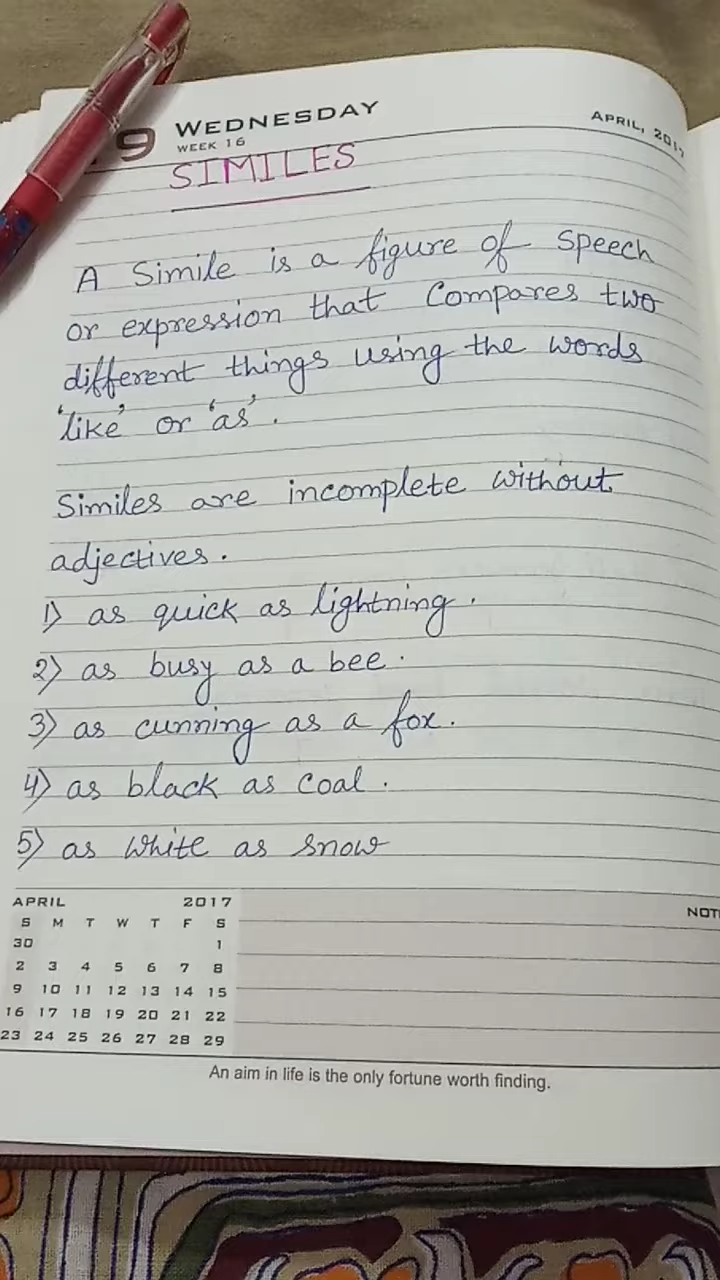 9 WEDNESDAY
WEEK 16
APRIL, 2017
SIMILES
A Simile is a figure of speech
or expression that Compares two
different things using the words
'like' or 'as'.
Similes are incomplete without
adjectives.
1) as quick as lightning.
2) as busy as a bee.
3) as cunning as a fox.
4) as black as coal.
5) as white as snow
APRIL 2017
S M T W T F S
30 1
2 3 4 5 6 7 8
9 10 11 12 13 14 15
16 17 18 19 20 21 22
23 24 25 26 27 28 29
An aim in life is the only fortune worth finding.